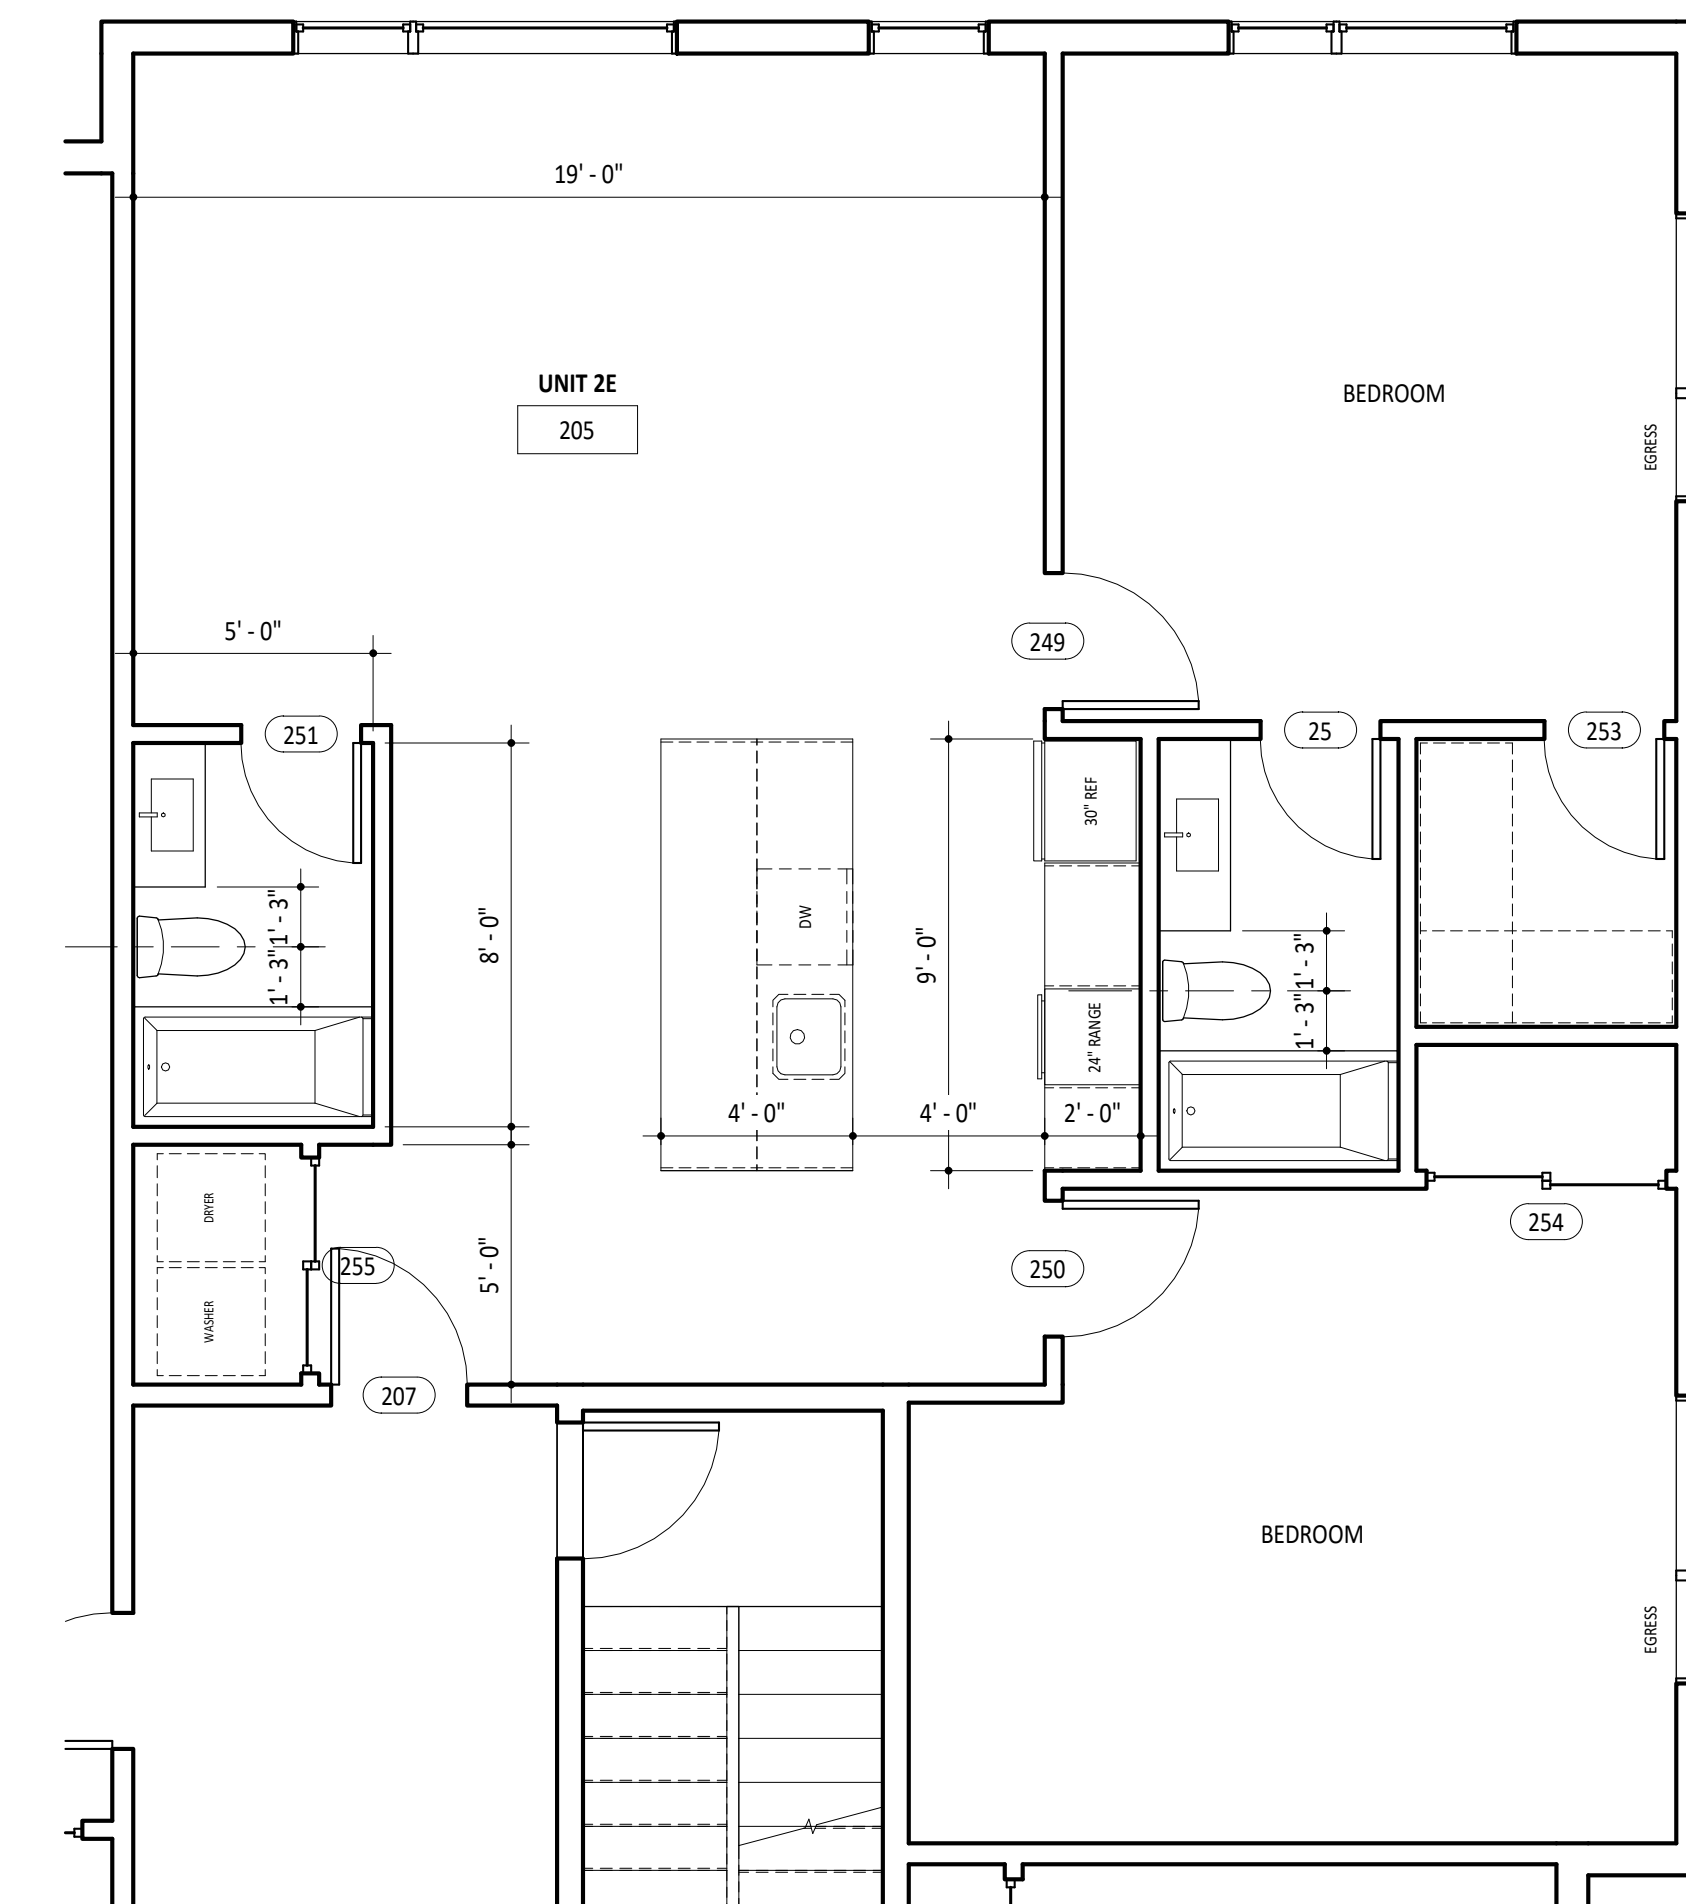 19' - 0"
UNIT 2E
205
BEDROOM
EGRESS
5' - 0"
249
251
25
253
30" REF
1' - 3"
1' - 3"
8' - 0"
DW
9' - 0"
1' - 3"
1' - 3"
24" RANGE
4' - 0"
4' - 0"
2' - 0"
DRYER
254
255
5' - 0"
250
WASHER
207
BEDROOM
EGRESS